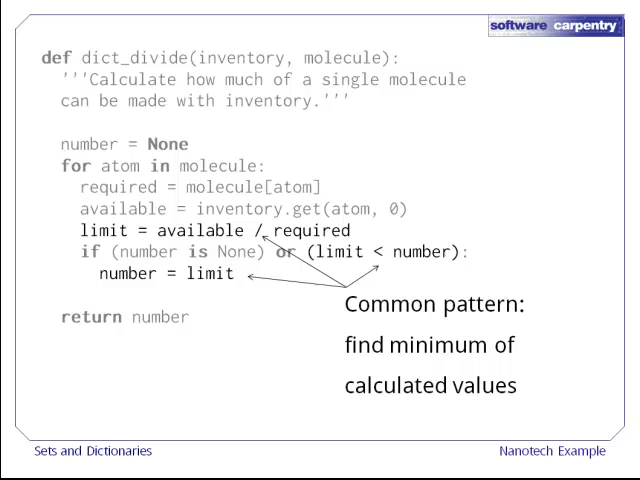 software carpentry
def dict_divide(inventory, molecule):
'''Calculate how much of a single molecule
can be made with inventory.'''
number = None
for atom in molecule:
required = molecule[atom]
available = inventory.get(atom, 0)
limit = available / required
if (number is None) or (limit < number):
number = limit
return number
Common pattern:
find minimum of
calculated values
Sets and Dictionaries
Nanotech Example